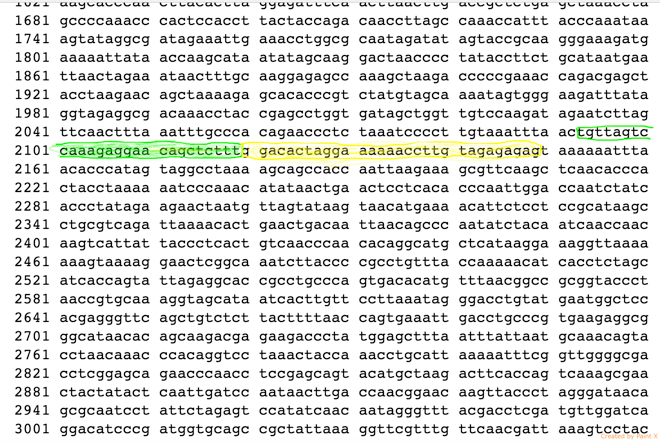 1681 gccccaaacc cactccacct tactaccaga caaccttagc caaaccattt acccaaataa
1741 agtataggcg atagaaattg aaacctggcg caatagatat agtaccgcaa gggaaagatg
1801 aaaaattata accaagcata atatagcaag gactaacccc tataccttct gcataatgaa
1861 ttaactagaa ataactttgc aaggagagcc aaagctaaga cccccgaaac cagacgagct
1921 acctaagaac agctaaaaga gcacacccgt ctatgtagca aaatagtggg aagatttata
1981 ggtagaggcg acaaacctac cgagcctggt gatagctggt tgtccaagat agaatcttag
2041 ttcaacttta aatttgccca cagaaccctc taaatcccct tgtaaattta actgttagtc
2101 caaagaggaa cagctctttg gacactagga aaaaaccttg tagagagagt aaaaaattta
2161 acacccatag taggcctaaa agcagccacc aattaagaaa gcgttcaagc tcaacaccca
2221 ctacctaaaa aatcccaaac atataactga actcctcaca cccaattgga ccaatctatc
2281 accctataga agaactaatg ttagtataag taacatgaaa acattctcct ccgcataagc
2341 ctgcgtcaga ttaaaacact gaactgacaa ttaacagccc aatatctaca atcaaccaac
2401 aagtcattat taccctcact gtcaacccaa cacaggcatg ctcataagga aaggttaaaa
2461 aaagtaaaag gaactcggca aatcttaccc cgcctgttta ccaaaaacat cacctctagc
2521 atcaccagta ttagaggcac cgcctgccca gtgacacatg tttaacggcc gcggtaccct
2581 aaccgtgcaa aggtagcata atcacttgtt ccttaaatag ggacctgtat gaatggctcc
2641 acgagggttc agctgtctct tacttttaac cagtgaaatt gacctgcccg tgaagaggcg
2701 ggcataacac agcaagacga gaagacccta tggagcttta atttattaat gcaaacagta
2761 cctaacaaac ccacaggtcc taaactacca aacctgcatt aaaaatttcg gttggggcga
2821 cctcggagca gaacccaacc tccgagcagt acatgctaag acttcaccag tcaaagcgaa
2881 ctactatact caattgatcc aataacttga ccaacggaac aagttaccct agggataaca
2941 gcgcaatcct attctagagt ccatatcaac aatagggttt acgacctcga tgttggatca
3001 ggacatcccg atggtgcagc cgctattaaa ggttcgtttg ttcaacgatt aaagtcctac
Created by Paint X